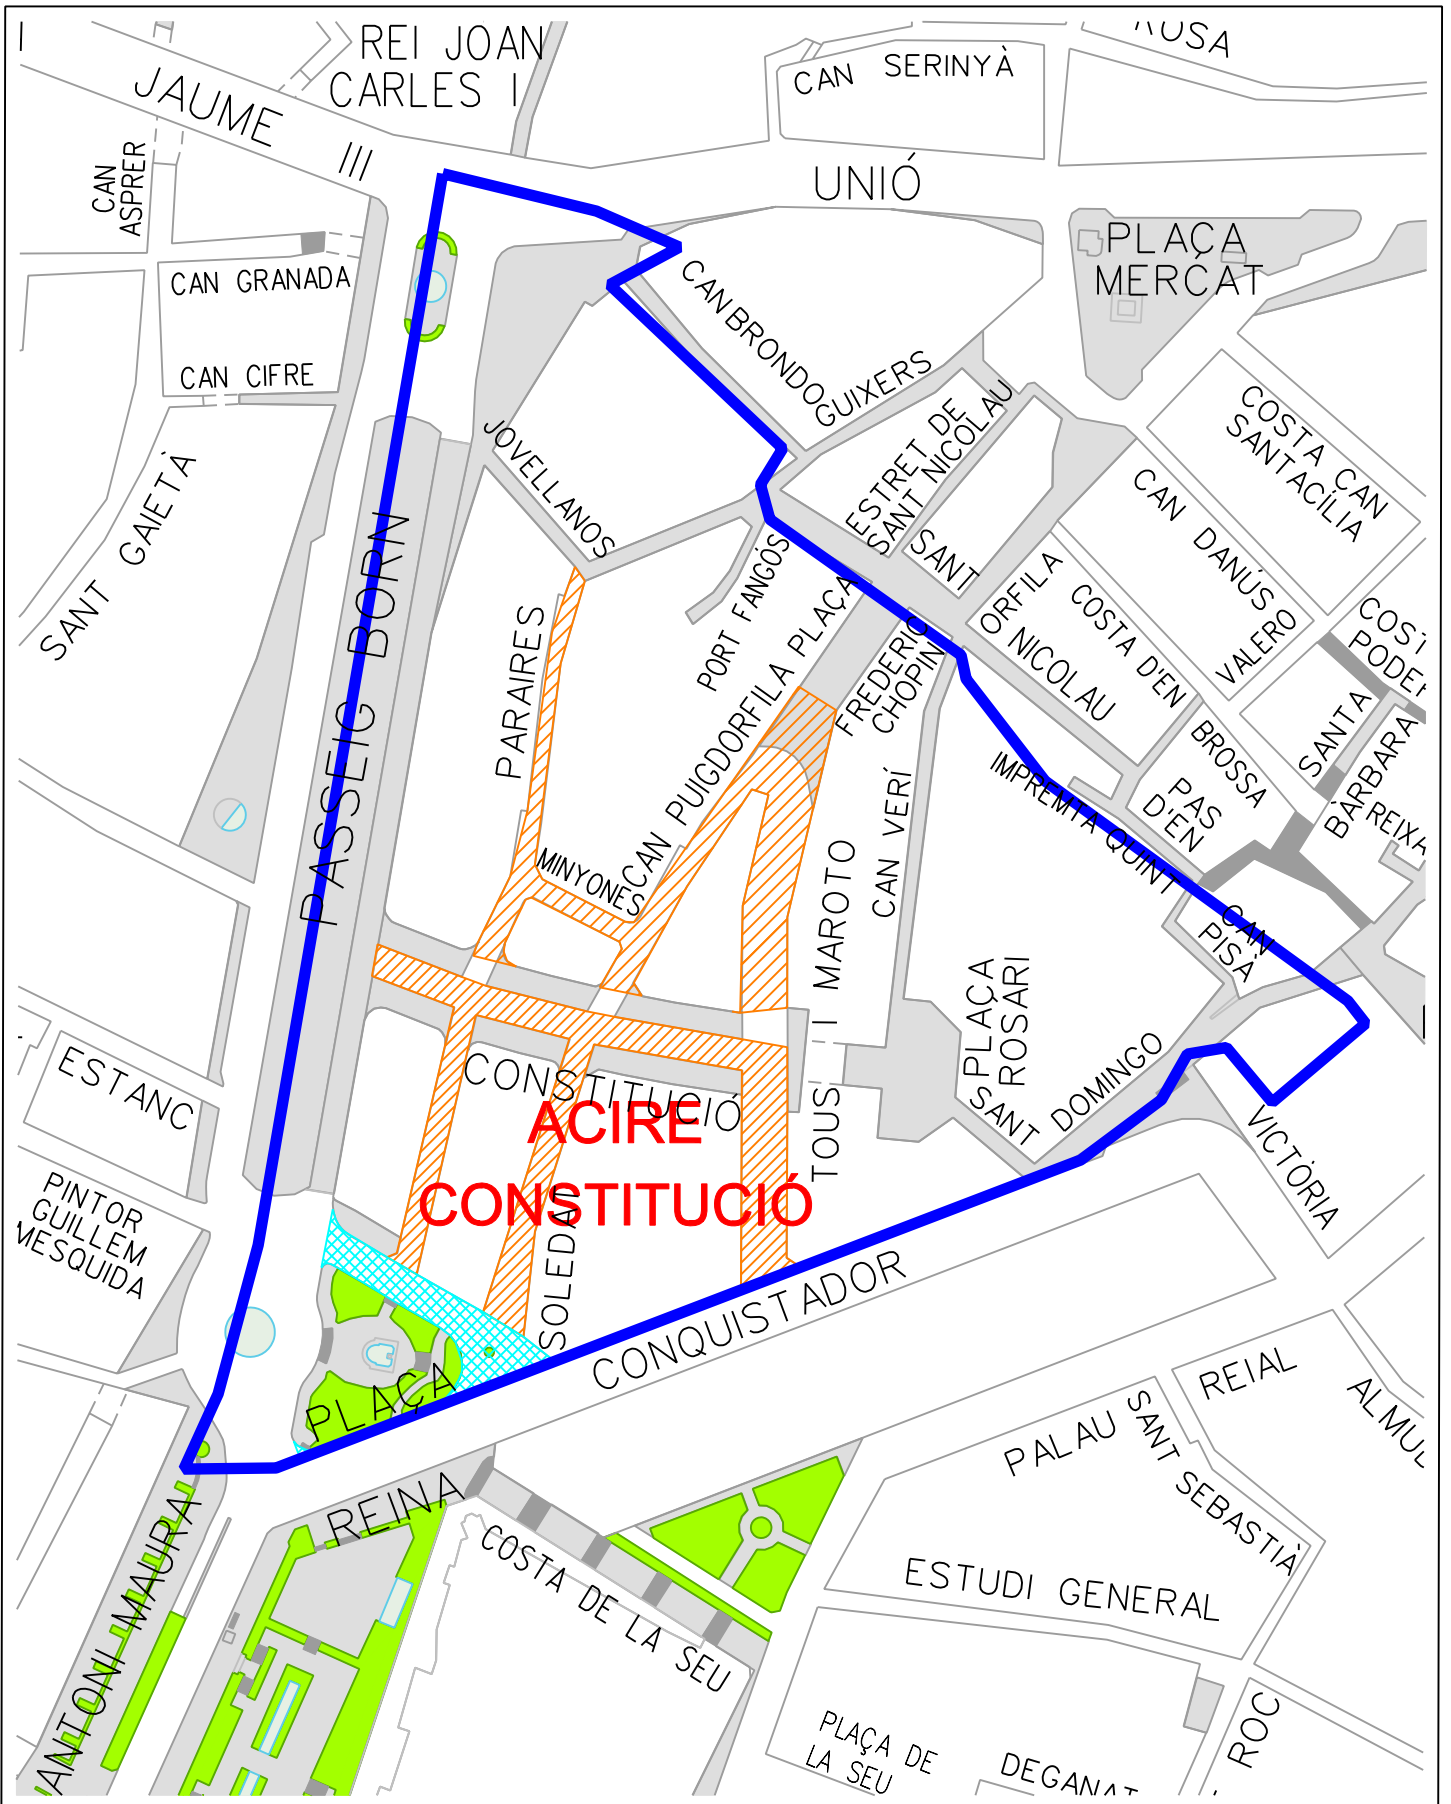 REI JOAN
CARLES I
ROSA
CAN SERINYÀ
JAUME III
CAN
ASPRER
UNIÓ
PLAÇA
MERCAT
CAN GRANADA
CAN BRONDO
CAN CIFRE
GUIXERS
COSTA CAN
SANTACÍLIA
ESTRET DE
SANT NICOLAU
JOVELLANOS
SANT GAIETÀ
CAN DANÚS
PASSEIG BORN
SANT NICOLAU
ORFILA
PORT FANGÓS
PARAIRES
COSTA D'EN BROSSA
VALERO
COST
PODER
CAN PUIGDORFILA
PLAÇA
FREDERIC
CHOPIN
SANTA
BÀRBARA
IMPREMTA QUINT
PAS
D'EN
REIXA
CAN VERÍ
MINYONES
TOUS I MAROTO
CAN
PISÀ
PLAÇA
ROSARI
ESTANC
CONSTITUCIÓ
SANT DOMINGO
ACIRE
CONSTITUCIÓ
VICTÒRIA
PINTOR
GUILLEM
MESQUIDA
SOLEDAT
CONQUISTADOR
PLAÇA
REINA
REIAL
PALAU
ALMU
SANT SEBASTIÀ
ANTONI MAURA
COSTA DE LA SEU
ESTUDI GENERAL
PLAÇA DE
LA SEU
DEGANAT
ROC